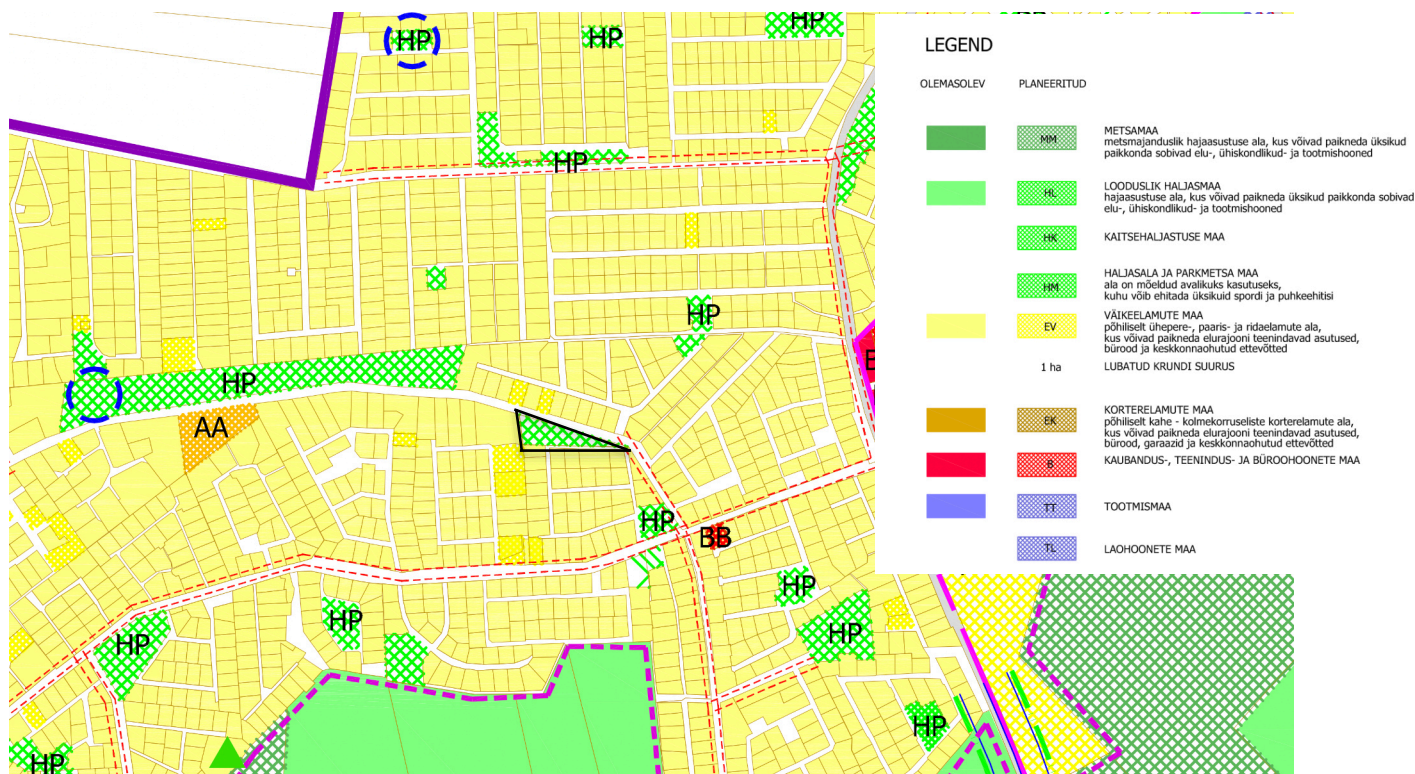 HP
HP
HP
HP
HP
HP
AA
HP
BB
HP
HP
HP
HP
HP
HP
LEGEND
OLEMASOLEV PLANEERITUD
MM
METSAMAA
metsmajanduslik hajaasustuse ala, kus võivad paikneda üksikud
paikkonda sobivad elu-, ühiskondlikud- ja tootmishooned
HL
LOODUSLIK HALJASMAA
hajaasustuse ala, kus võivad paikneda üksikud paikkonda sobivad
elu-, ühiskondlikud- ja tootmishooned
HK
KAITSEHALJASTUSE MAA
HM
HALJASALA JA PARKMETSA MAA
ala on mõeldud avalikuks kasutuseks,
kuhu võib ehitada üksikuid spordi ja puhkeehitisi
EV
VÄIKEELAMUTE MAA
põhiliselt ühepere-, paaris- ja ridaelamute ala,
kus võivad paikneda elurajooni teenindavad asutused,
bürood ja keskkonnaohutud ettevõtted
1 ha LUBATUD KRUNDI SUURUS
EK
KORTERELAMUTE MAA
põhiliselt kahe - kolmekorruseliste korterelamute ala,
kus võivad paikneda elurajooni teenindavad asutused,
bürood, garaazid ja keskkonnaohutud ettevõtted
B
KAUBANDUS-, TEENINDUS- JA BÜROOHOONETE MAA
TT
TOOTMISMAA
TL
LAOHOONETE MAA